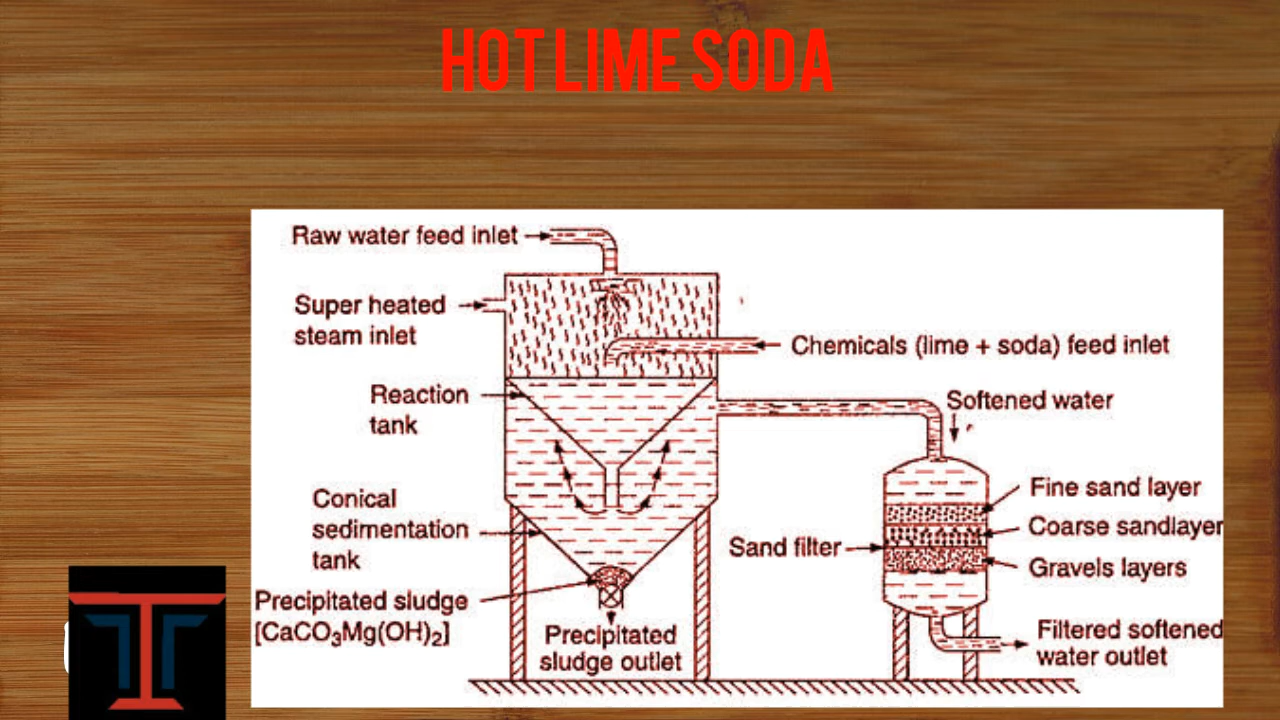 HOT LIME SODA
Raw water feed inlet
Super heated
steam inlet
Chemicals (lime + soda) feed inlet
Reaction
tank
Softened water
Conical
sedimentation
tank
Fine sand layer
Coarse sandlayer
Sand filter
Gravels layers
Precipitated sludge
[CaCO₃Mg(OH)₂]
Precipitated
sludge outlet
Filtered softened
water outlet